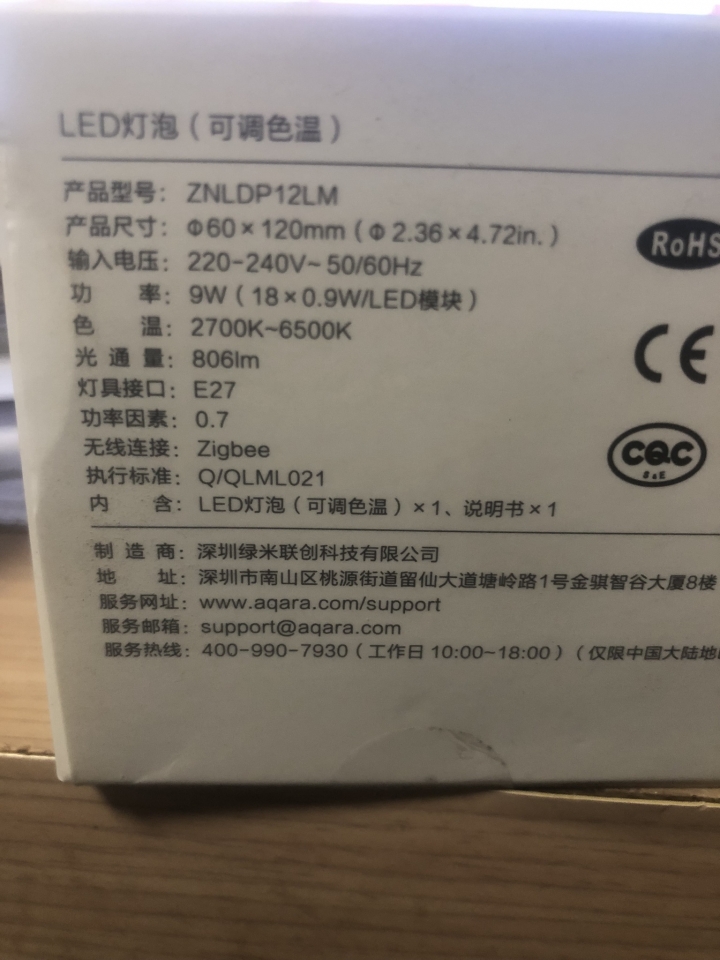 LED灯泡（可调色温）
产品型号：ZNLDP12LM
产品尺寸：Φ60×120mm（Φ2.36×4.72in.）
输入电压：220-240V~ 50/60Hz
功 率：9W（18×0.9W/LED模块）
色 温：2700K~6500K
光 通 量：806lm
灯具接口：E27
功率因素：0.7
无线连接：Zigbee
执行标准：Q/QLML021
内 含：LED灯泡（可调色温）×1、说明书×1
RoHS
CE
CQC
S&E
制 造 商：深圳绿米联创科技有限公司
地 址：深圳市南山区桃源街道留仙大道塘岭路1号金骐智谷大厦8楼
服务网址：www.aqara.com/support
服务邮箱：support@aqara.com
服务热线：400-990-7930（工作日 10:00~18:00）（仅限中国大陆地